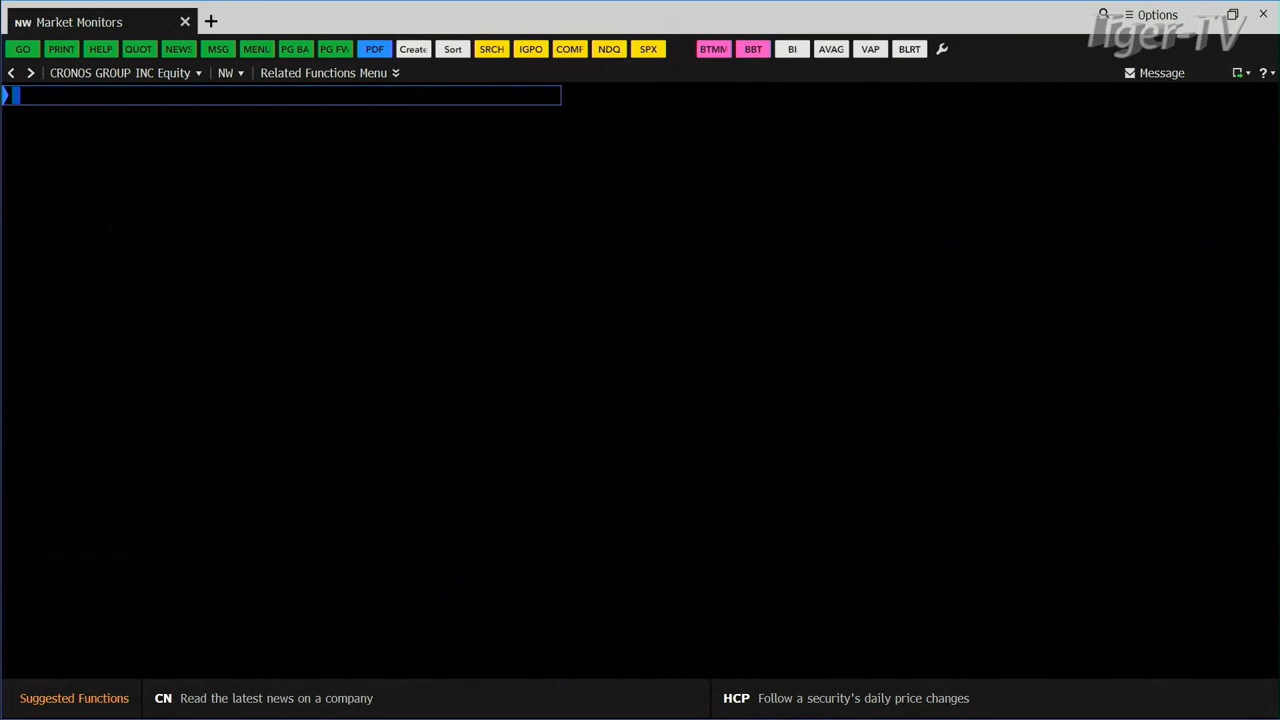 NW Market Monitors
Tiger-TV
Options
GO PRINT HELP QUOT NEWS MSG MENU PG BA PG FW PDF Create Sort SRCH IGPO COMF NDQ SPX BTMM BBT BI AVAG VAP BLRT
CRONOS GROUP INC Equity NW Related Functions Menu Message ?
Suggested Functions CN Read the latest news on a company HCP Follow a security's daily price changes